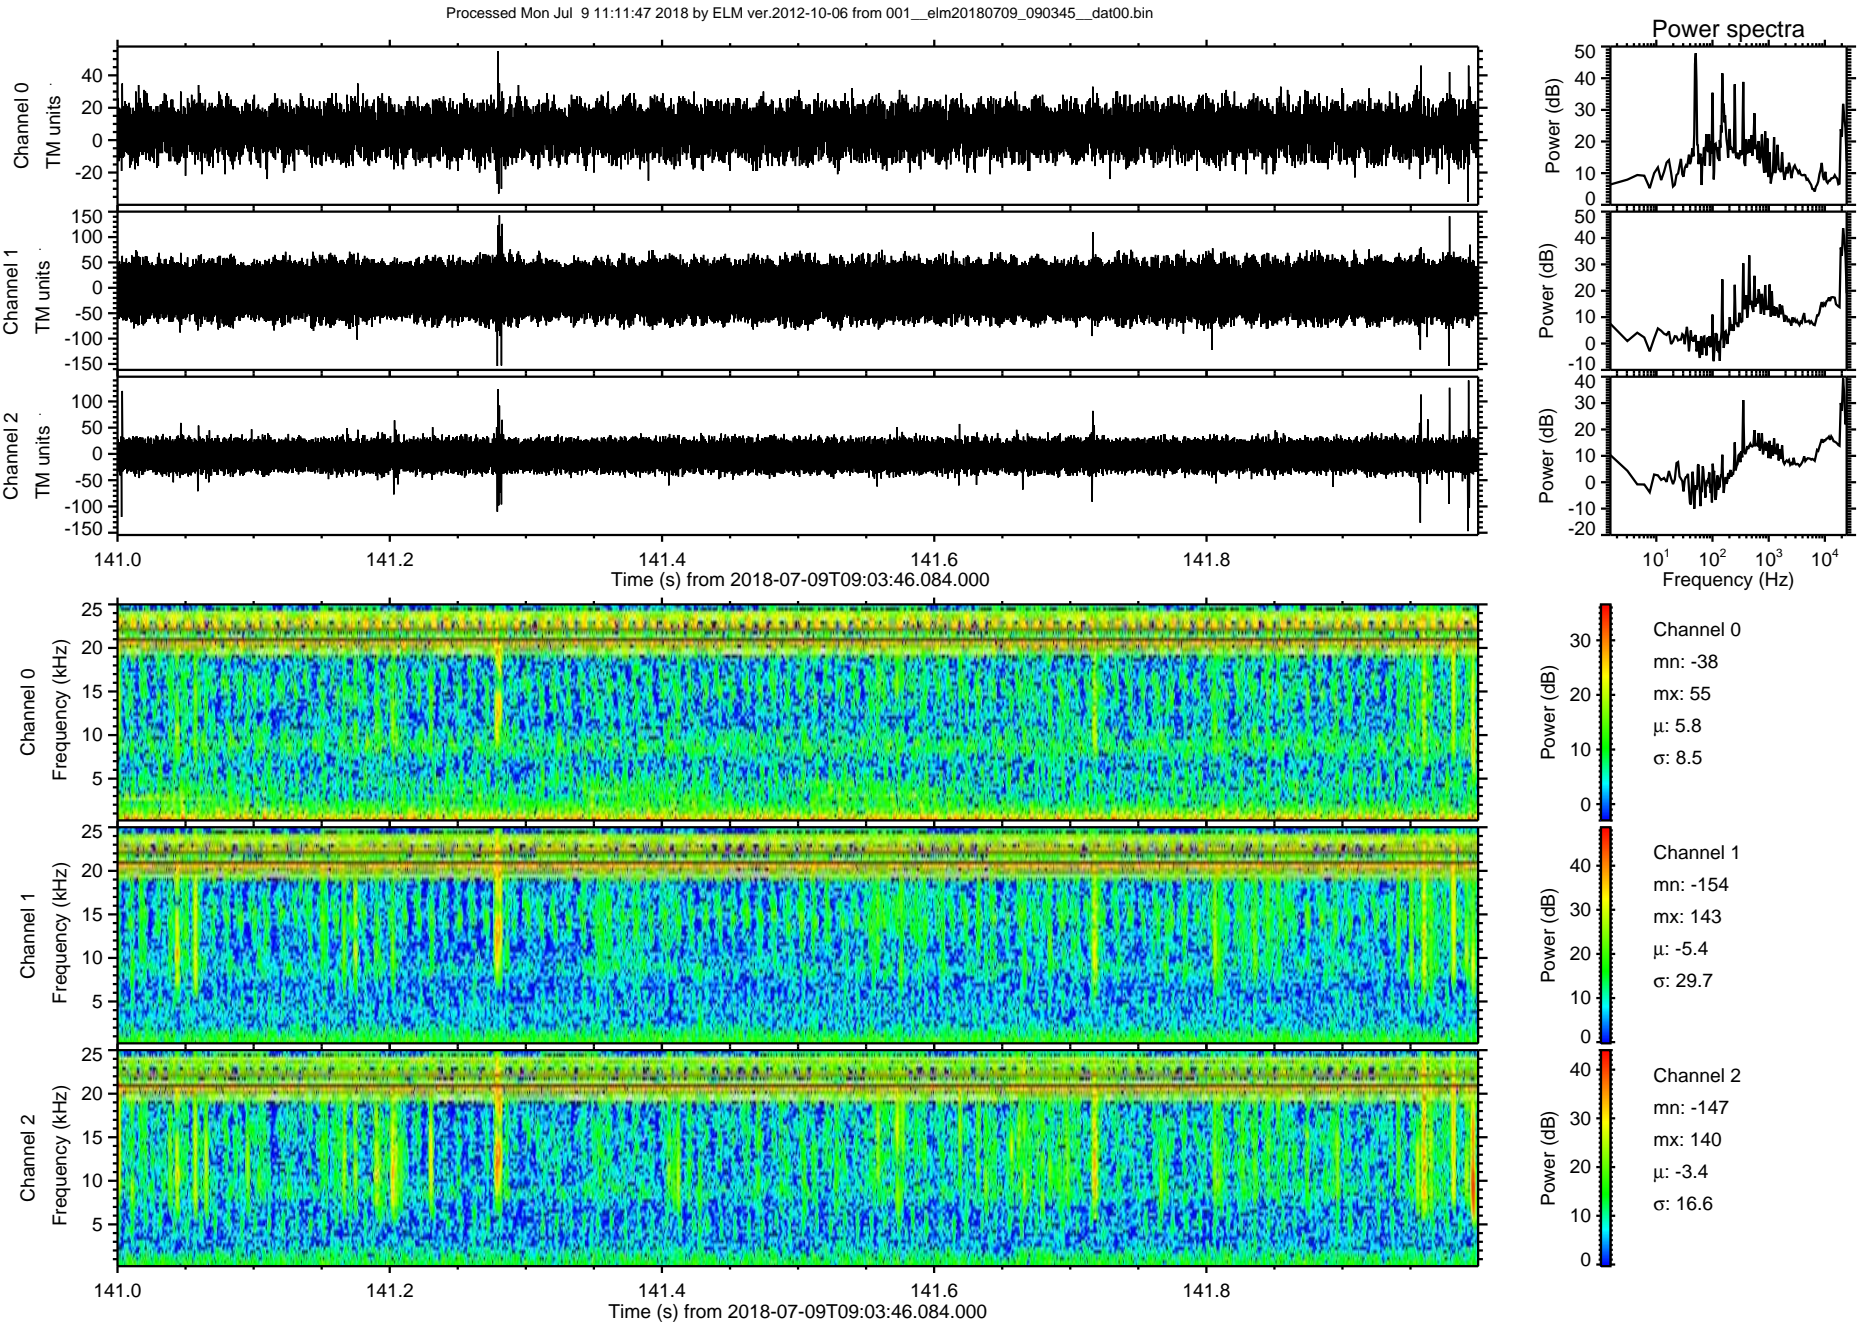 Processed Mon Jul  9 11:11:47 2018 by ELM ver.2012-10-06 from 001__elm20180709_090345__dat00.bin
Power spectra
Channel 0
TM units
40
20
0
-20
Power (dB)
50
40
30
20
10
0
Channel 1
TM units
150
100
50
0
-50
-100
-150
Power (dB)
50
40
30
20
10
0
-10
Channel 2
TM units
100
50
0
-50
-100
-150
Power (dB)
40
30
20
10
0
-10
-20
141.0 141.2 141.4 141.6 141.8
Time (s) from 2018-07-09T09:03:46.084.000
10¹ 10² 10³ 10⁴
Frequency (Hz)
Channel 0
Frequency (kHz)
25
20
15
10
5
Power (dB)
30
20
10
0
Channel 0
mn: -38
mx: 55
μ: 5.8
σ: 8.5
Channel 1
Frequency (kHz)
25
20
15
10
5
Power (dB)
40
30
20
10
0
Channel 1
mn: -154
mx: 143
μ: -5.4
σ: 29.7
Channel 2
Frequency (kHz)
25
20
15
10
5
Power (dB)
40
30
20
10
0
Channel 2
mn: -147
mx: 140
μ: -3.4
σ: 16.6
141.0 141.2 141.4 141.6 141.8
Time (s) from 2018-07-09T09:03:46.084.000